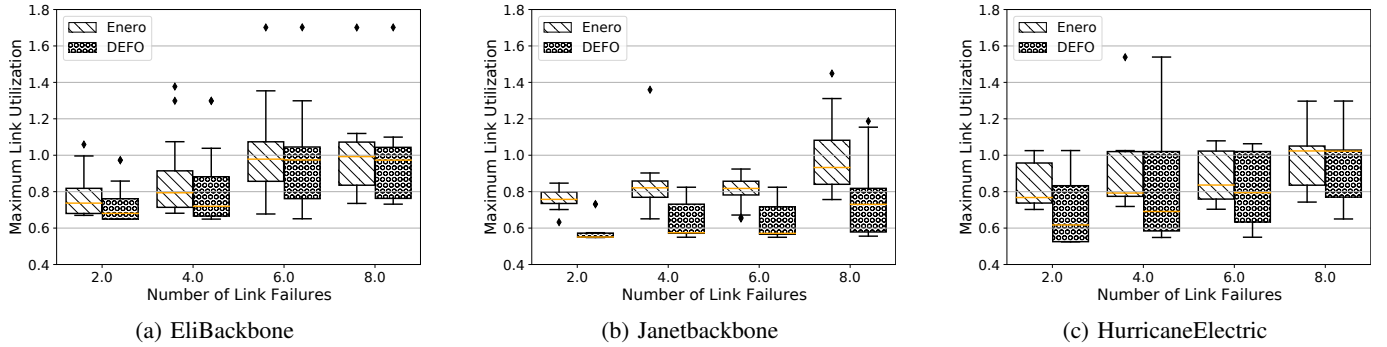 1.8
1.6
1.4
1.2
1.0
0.8
0.6
0.4
Maximum Link Utilization
Enero
DEFO
2.0 4.0 6.0 8.0
Number of Link Failures
(a) EliBackbone
1.8
1.6
1.4
1.2
1.0
0.8
0.6
0.4
Maximum Link Utilization
Enero
DEFO
2.0 4.0 6.0 8.0
Number of Link Failures
(b) Janetbackbone
1.8
1.6
1.4
1.2
1.0
0.8
0.6
0.4
Maximum Link Utilization
Enero
DEFO
2.0 4.0 6.0 8.0
Number of Link Failures
(c) HurricaneElectric